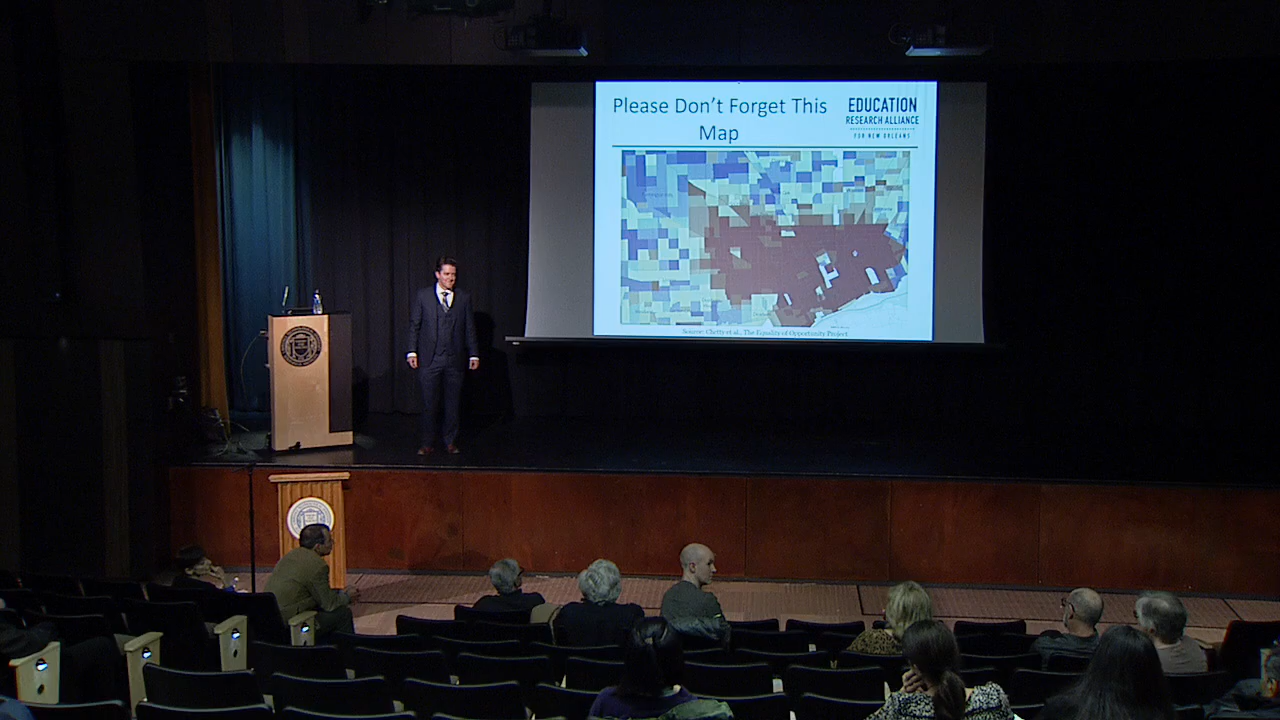 Please Don't Forget This
Map
EDUCATION
RESEARCH ALLIANCE
FOR NEW ORLEANS
Source: Chetty et al., The Equality of Opportunity Project